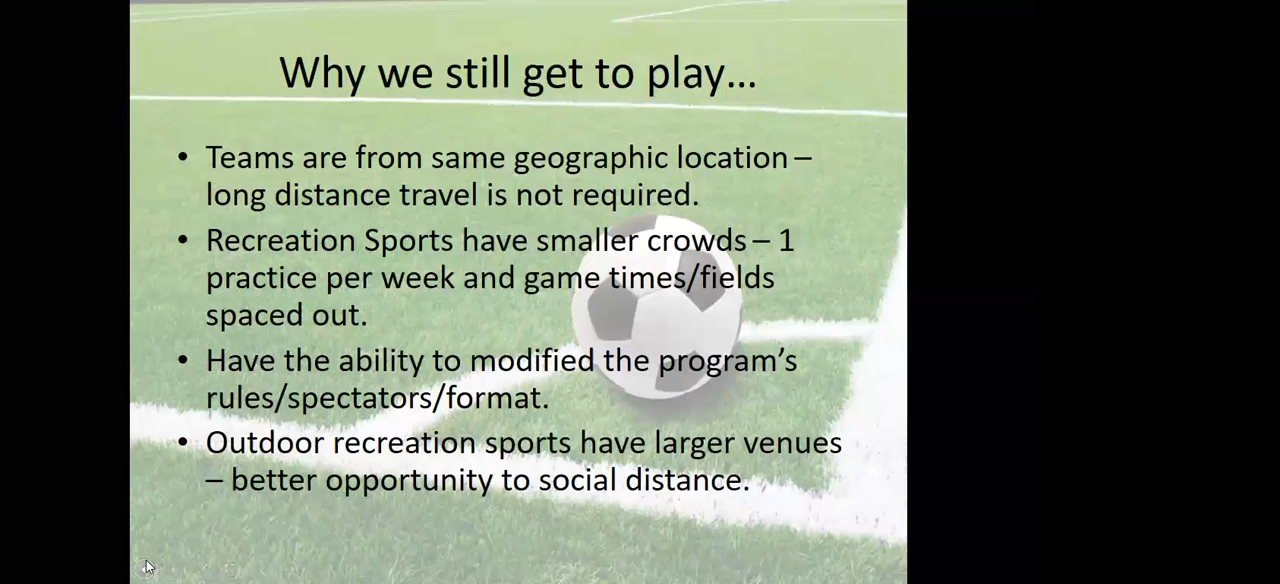 Why we still get to play...
• Teams are from same geographic location –
long distance travel is not required.
• Recreation Sports have smaller crowds – 1
practice per week and game times/fields
spaced out.
• Have the ability to modified the program’s
rules/spectators/format.
• Outdoor recreation sports have larger venues
– better opportunity to social distance.